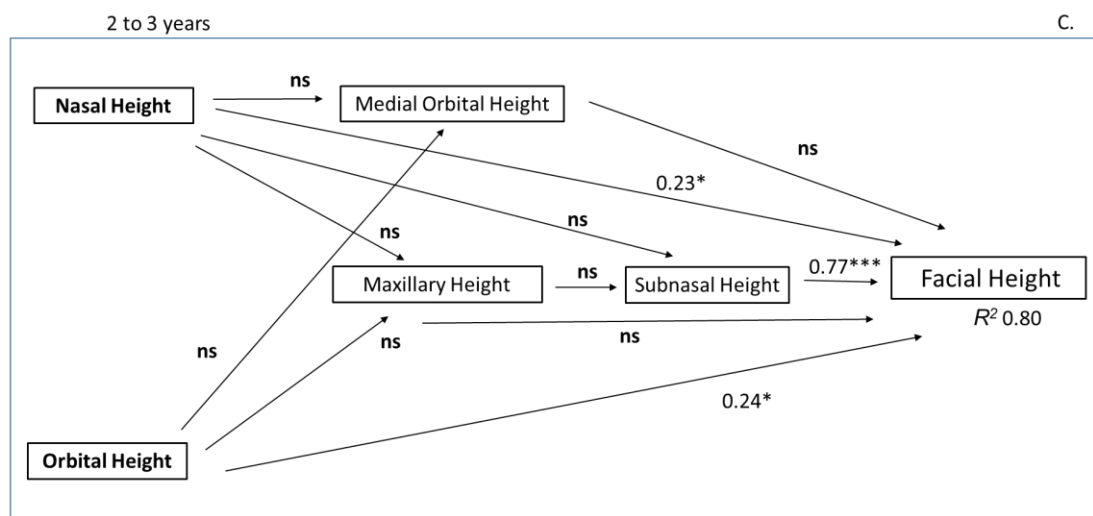 2 to 3 years
C.
ns
Nasal Height
Medial Orbital Height
ns
0.23*
ns
ns
0.77***
Maxillary Height
ns
Subnasal Height
Facial Height
R² 0.80
ns
ns
ns
0.24*
Orbital Height